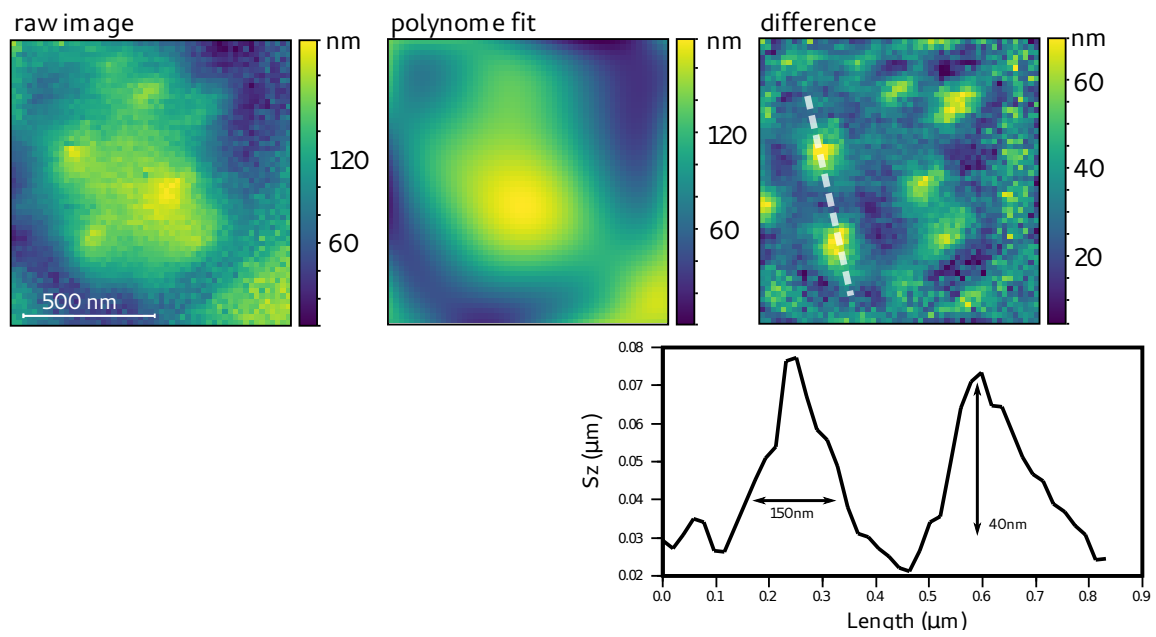 raw image
nm
120
60
500 nm
polynome fit
nm
120
60
difference
nm
60
40
20
0.08
0.07
0.06
0.05
0.04
0.03
0.02
Sz (μm)
150nm
40nm
0.0 0.1 0.2 0.3 0.4 0.5 0.6 0.7 0.8 0.9
Length (μm)